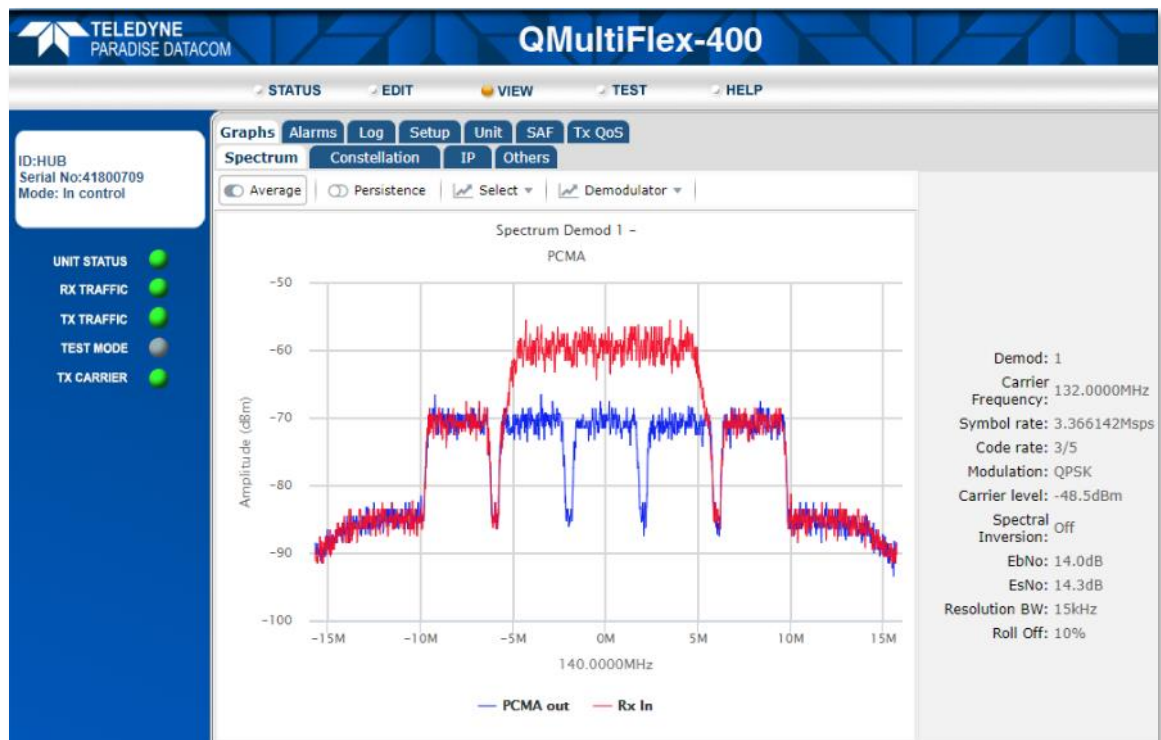 TELEDYNE
PARADISE DATACOM
QMultiFlex-400
STATUS EDIT VIEW TEST HELP
ID:HUB
Serial No:41800709
Mode: In control
UNIT STATUS
RX TRAFFIC
TX TRAFFIC
TEST MODE
TX CARRIER
Graphs Alarms Log Setup Unit SAF Tx QoS
Spectrum Constellation IP Others
Average Persistence Select Demodulator
Spectrum Demod 1 –
PCMA
Amplitude (dBm)
-50
-60
-70
-80
-90
-100
-15M -10M -5M 0M 5M 10M 15M
140.0000MHz
PCMA out Rx In
Demod: 1
Carrier
Frequency: 132.0000MHz
Symbol rate: 3.366142Msps
Code rate: 3/5
Modulation: QPSK
Carrier level: -48.5dBm
Spectral
Inversion: Off
EbNo: 14.0dB
EsNo: 14.3dB
Resolution BW: 15kHz
Roll Off: 10%